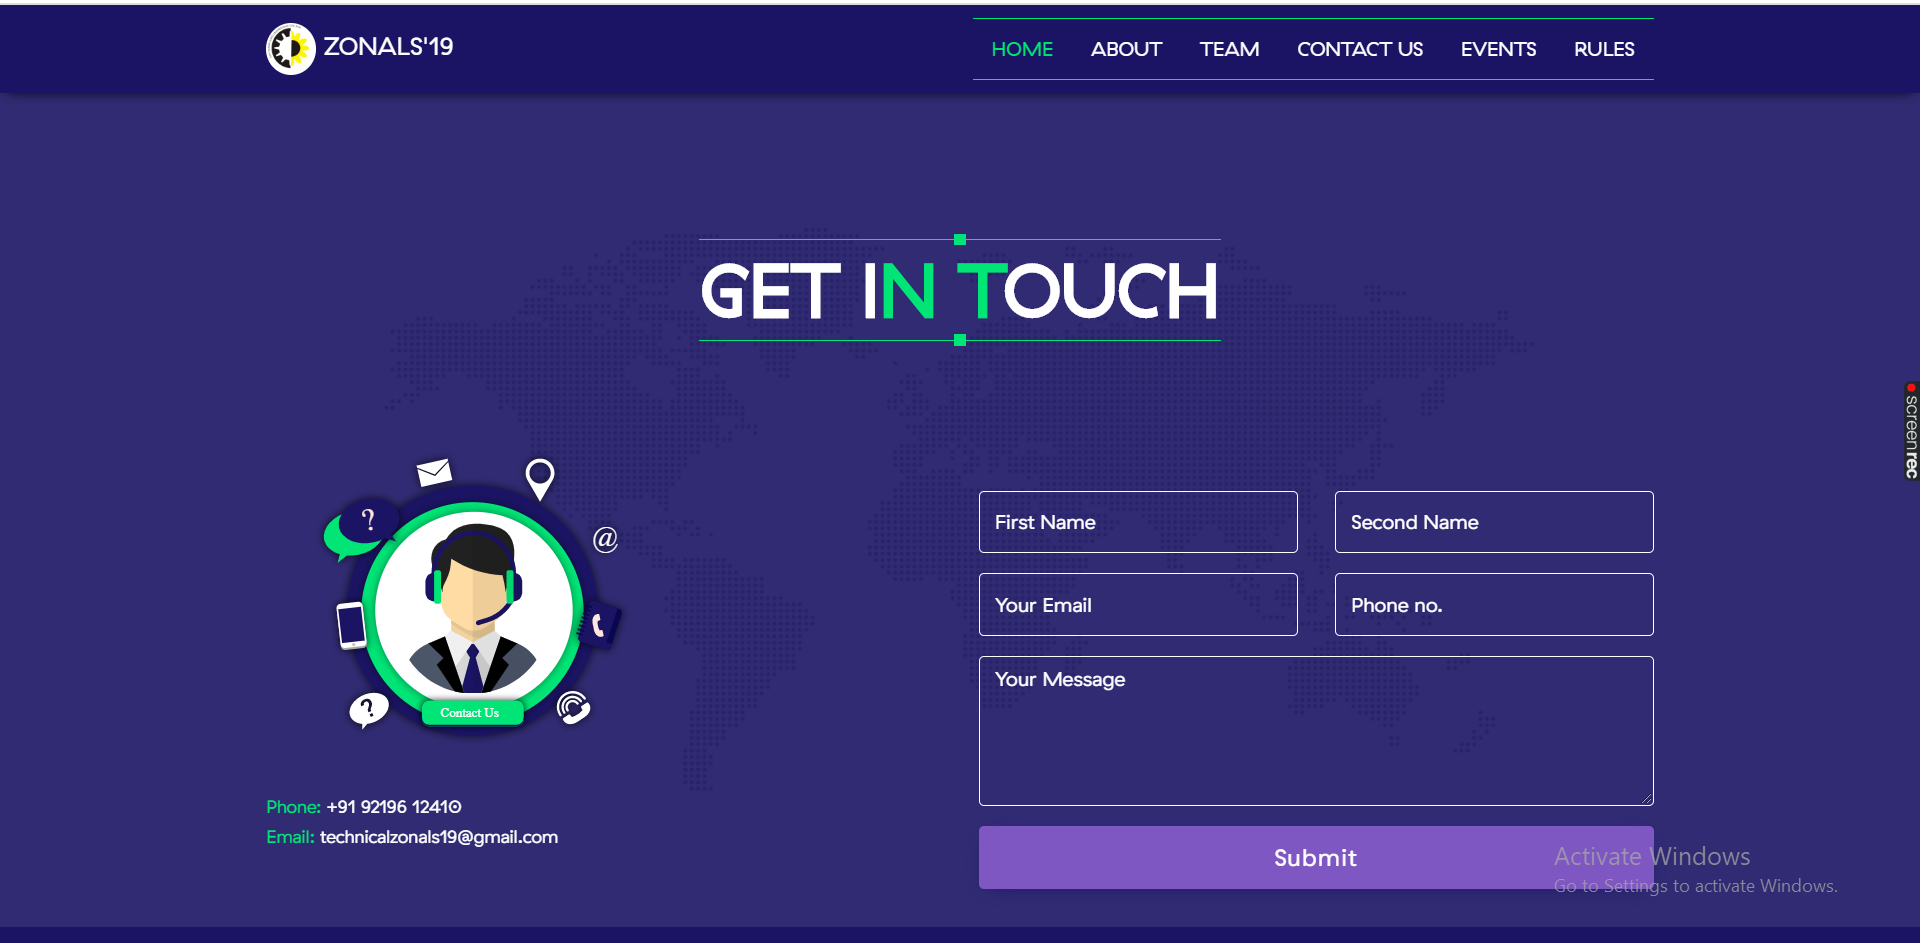 ZONALS'19
HOME ABOUT TEAM CONTACT US EVENTS RULES
GET IN TOUCH
?
@
?
Contact Us
Phone: +91 92196 12410
Email: technicalzonals19@gmail.com
First Name
Second Name
Your Email
Phone no.
Your Message
Submit
Activate Windows
Go to Settings to activate Windows.
screenrec